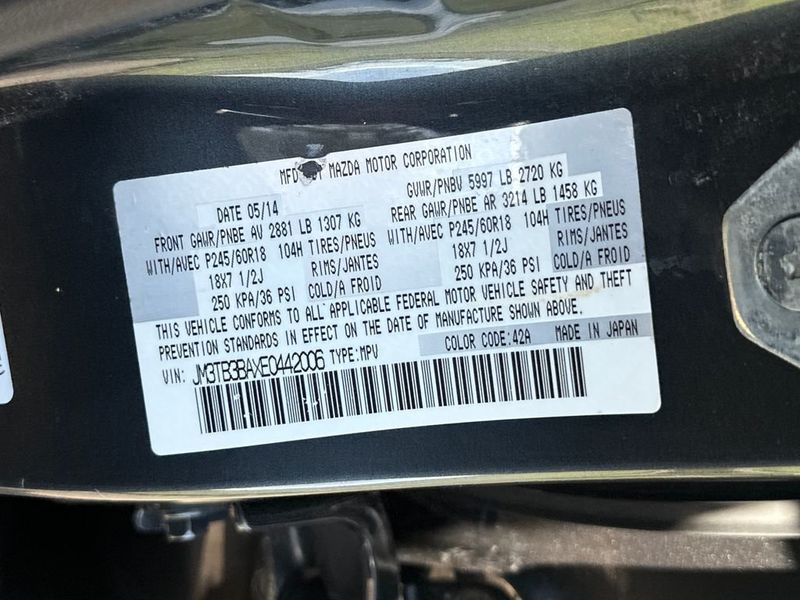 MFD BY MAZDA MOTOR CORPORATION
DATE 05/14 GVWR/PNBV 5997 LB 2720 KG
FRONT GAWR/PNBE AV 2881 LB 1307 KG REAR GAWR/PNBE AR 3214 LB 1458 KG
WITH/AVEC P245/60R18 104H TIRES/PNEUS WITH/AVEC P245/60R18 104H TIRES/PNEUS
18X7 1/2J RIMS/JANTES 18X7 1/2J RIMS/JANTES
250 KPA/36 PSI COLD/A FROID 250 KPA/36 PSI COLD/A FROID
THIS VEHICLE CONFORMS TO ALL APPLICABLE FEDERAL MOTOR VEHICLE SAFETY AND THEFT
PREVENTION STANDARDS IN EFFECT ON THE DATE OF MANUFACTURE SHOWN ABOVE.
COLOR CODE:42A MADE IN JAPAN
VIN: JM3TB3BAXE0442006 TYPE:MPV